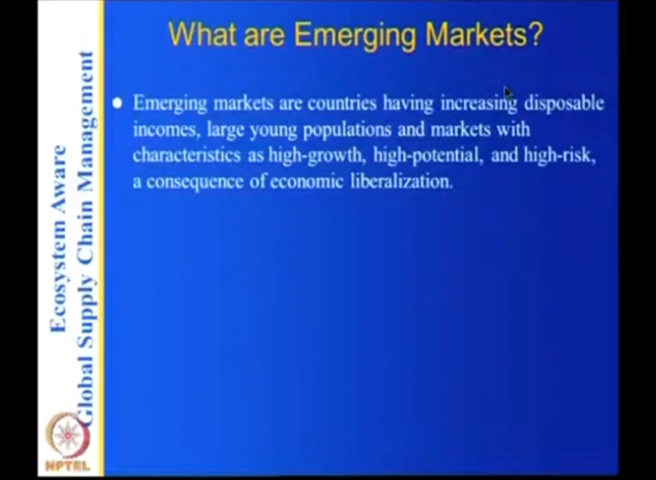 What are Emerging Markets?
Emerging markets are countries having increasing disposable
incomes, large young populations and markets with
characteristics as high-growth, high-potential, and high-risk,
a consequence of economic liberalization.
Ecosystem Aware
Global Supply Chain Management
NPTEL